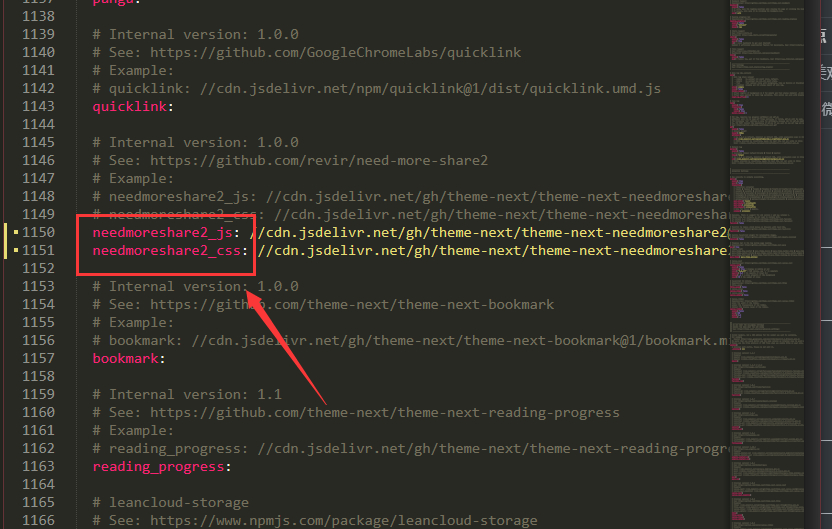 1137 pangu:
1138
1139 # Internal version: 1.0.0
1140 # See: https://github.com/GoogleChromeLabs/quicklink
1141 # Example:
1142 # quicklink: //cdn.jsdelivr.net/npm/quicklink@1/dist/quicklink.umd.js
1143 quicklink:
1144
1145 # Internal version: 1.0.0
1146 # See: https://github.com/revir/need-more-share2
1147 # Example:
1148 # needmoreshare2_js: //cdn.jsdelivr.net/gh/theme-next/theme-next-needmoreshar
1149 # needmoreshare2_css: //cdn.jsdelivr.net/gh/theme-next/theme-next-needmoresha
1150 needmoreshare2_js: //cdn.jsdelivr.net/gh/theme-next/theme-next-needmoreshare2@
1151 needmoreshare2_css: //cdn.jsdelivr.net/gh/theme-next/theme-next-needmoreshare
1152
1153 # Internal version: 1.0.0
1154 # See: https://github.com/theme-next/theme-next-bookmark
1155 # Example:
1156 # bookmark: //cdn.jsdelivr.net/gh/theme-next/theme-next-bookmark@1/bookmark.m
1157 bookmark:
1158
1159 # Internal version: 1.1
1160 # See: https://github.com/theme-next/theme-next-reading-progress
1161 # Example:
1162 # reading_progress: //cdn.jsdelivr.net/gh/theme-next/theme-next-reading-progr
1163 reading_progress:
1164
1165 # leancloud-storage
1166 # See: https://www.npmjs.com/package/leancloud-storage